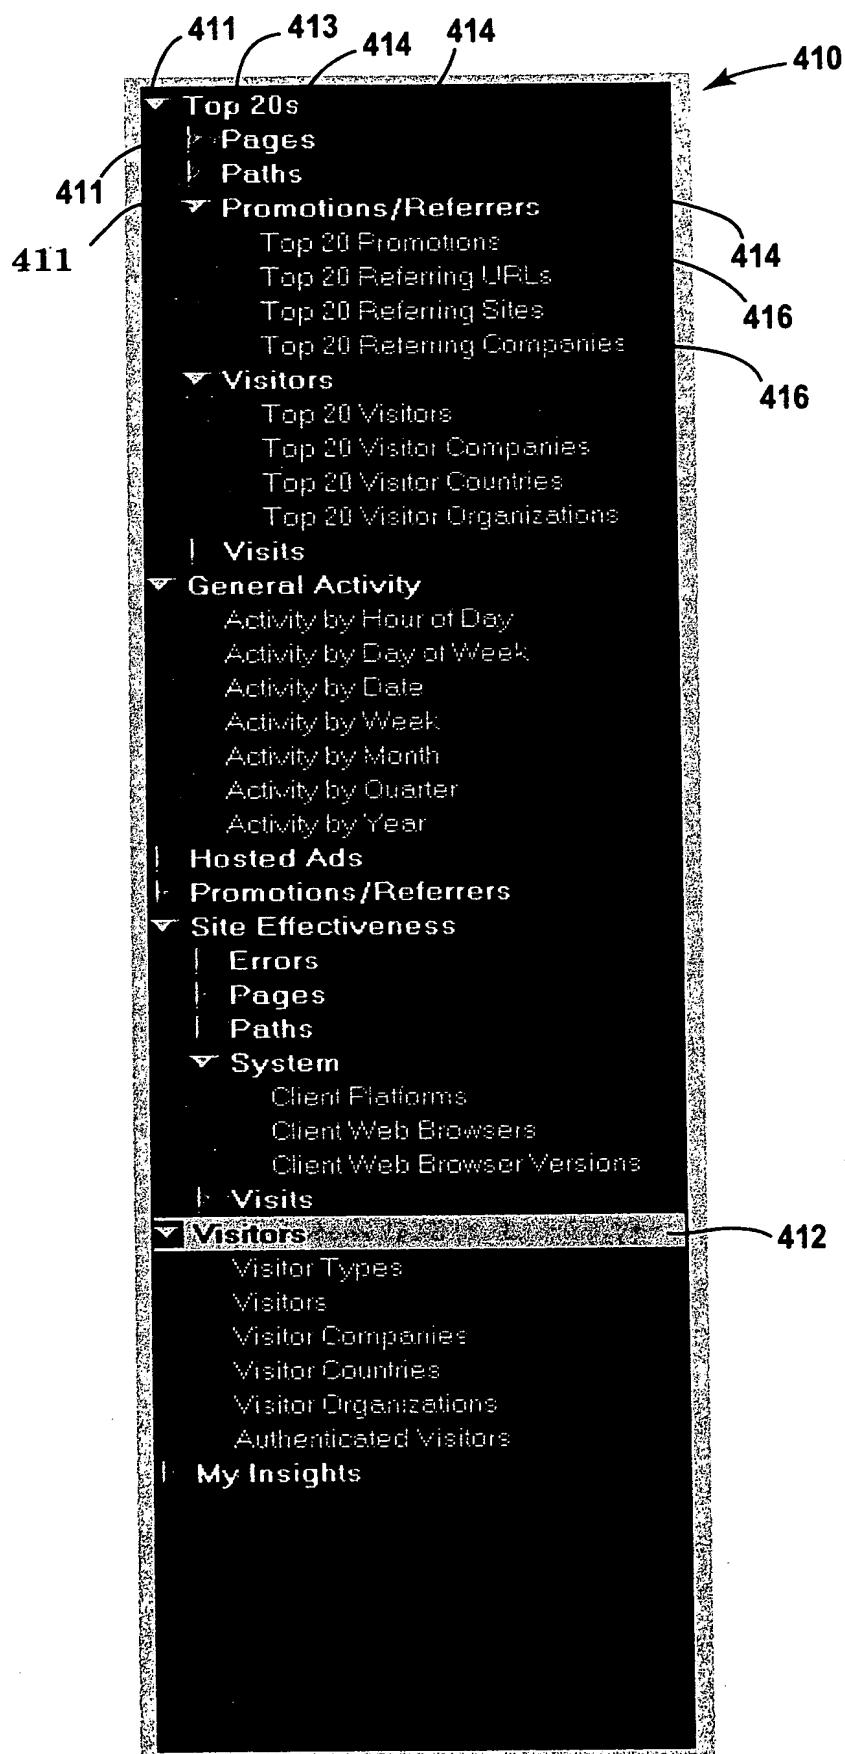 411 413 414 414
410
Top 20s
Pages
411
Paths
Promotions/Referrers
411
414
Top 20 Promotions
Top 20 Referring URLs
416
Top 20 Referring Sites
Top 20 Referring Companies
416
Visitors
Top 20 Visitors
Top 20 Visitor Companies
Top 20 Visitor Countries
Top 20 Visitor Organizations
Visits
General Activity
Activity by Hour of Day
Activity by Day of Week
Activity by Date
Activity by Week
Activity by Month
Activity by Quarter
Activity by Year
Hosted Ads
Promotions/Referrers
Site Effectiveness
Errors
Pages
Paths
System
Client Platforms
Client Web Browsers
Client Web Browser Versions
Visits
Visitors
412
Visitor Types
Visitors
Visitor Companies
Visitor Countries
Visitor Organizations
Authenticated Visitors
My Insights